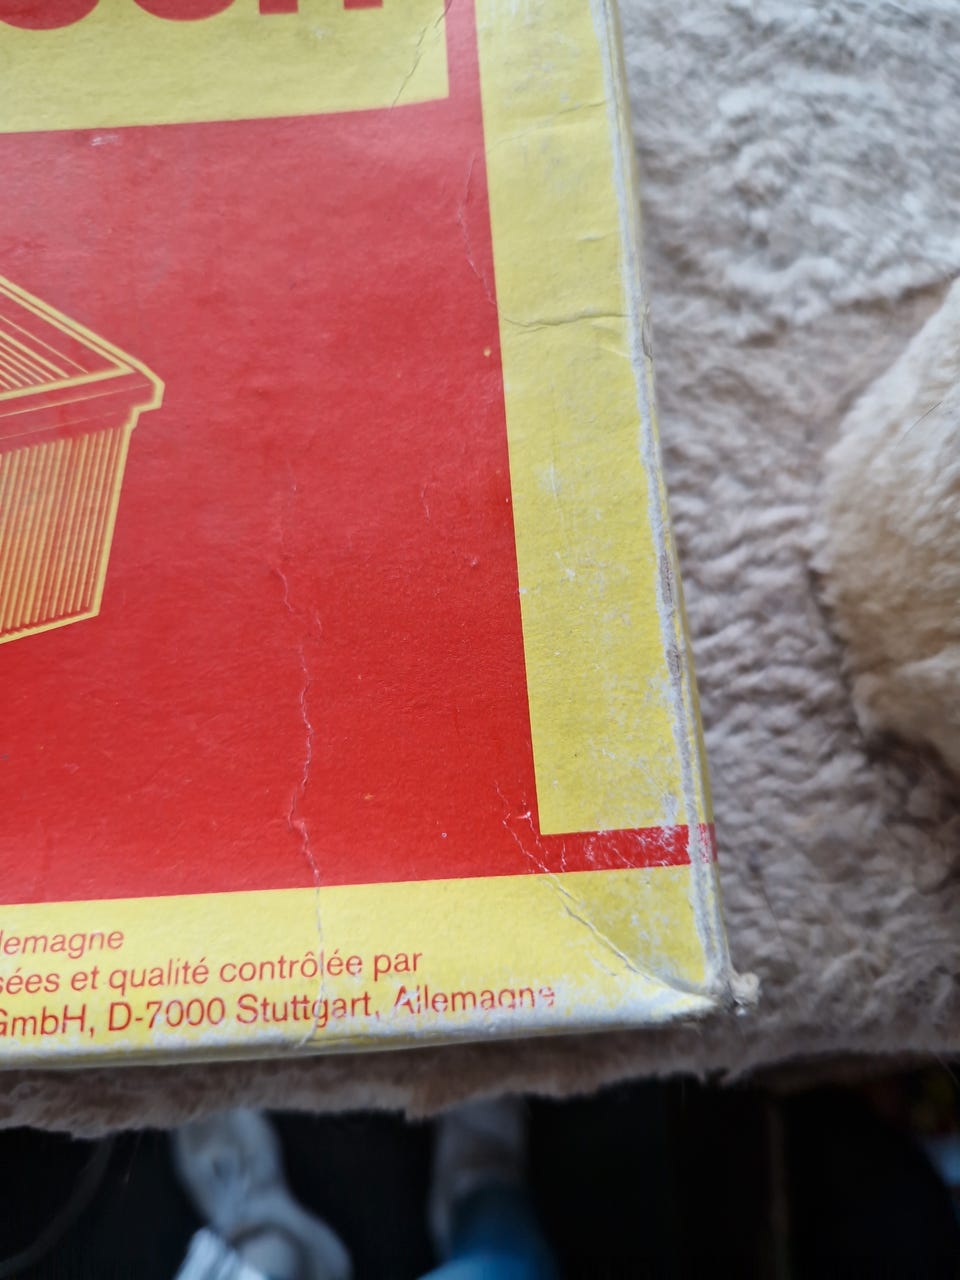 lemagne
sées et qualité contrôlée par
GmbH, D-7000 Stuttgart, Allemagne